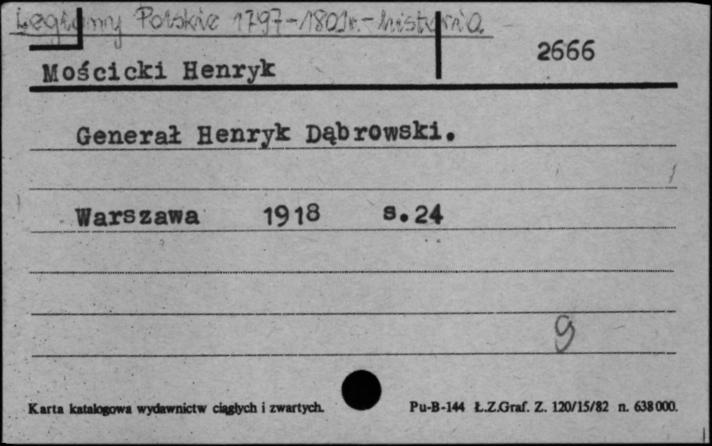 Legiony Polskie 1797-1801r.-historia
2666
Mościcki Henryk
Generał Henryk Dąbrowski.
Warszawa 1918 s.24
9
Karta katalogowa wydawnictw ciągłych i zwartych. Pu-B-144 Ł.Z.Graf. Z. 120/15/82 n. 638000.